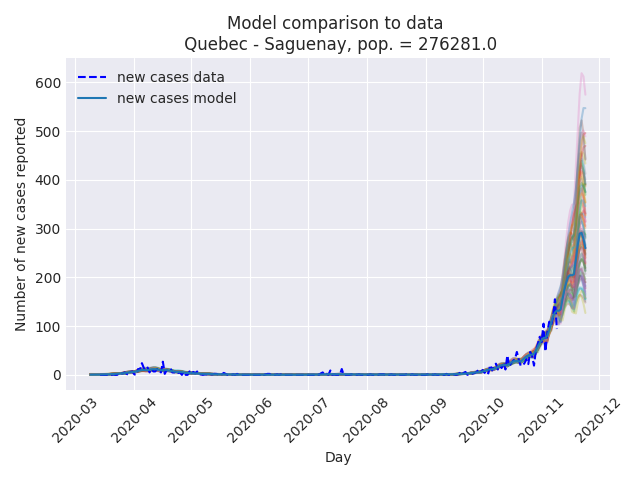 Model comparison to data
Quebec - Saguenay, pop. = 276281.0
new cases data
new cases model
Number of new cases reported
600
500
400
300
200
100
0
2020-03
2020-04
2020-05
2020-06
2020-07
2020-08
2020-09
2020-10
2020-11
2020-12
Day